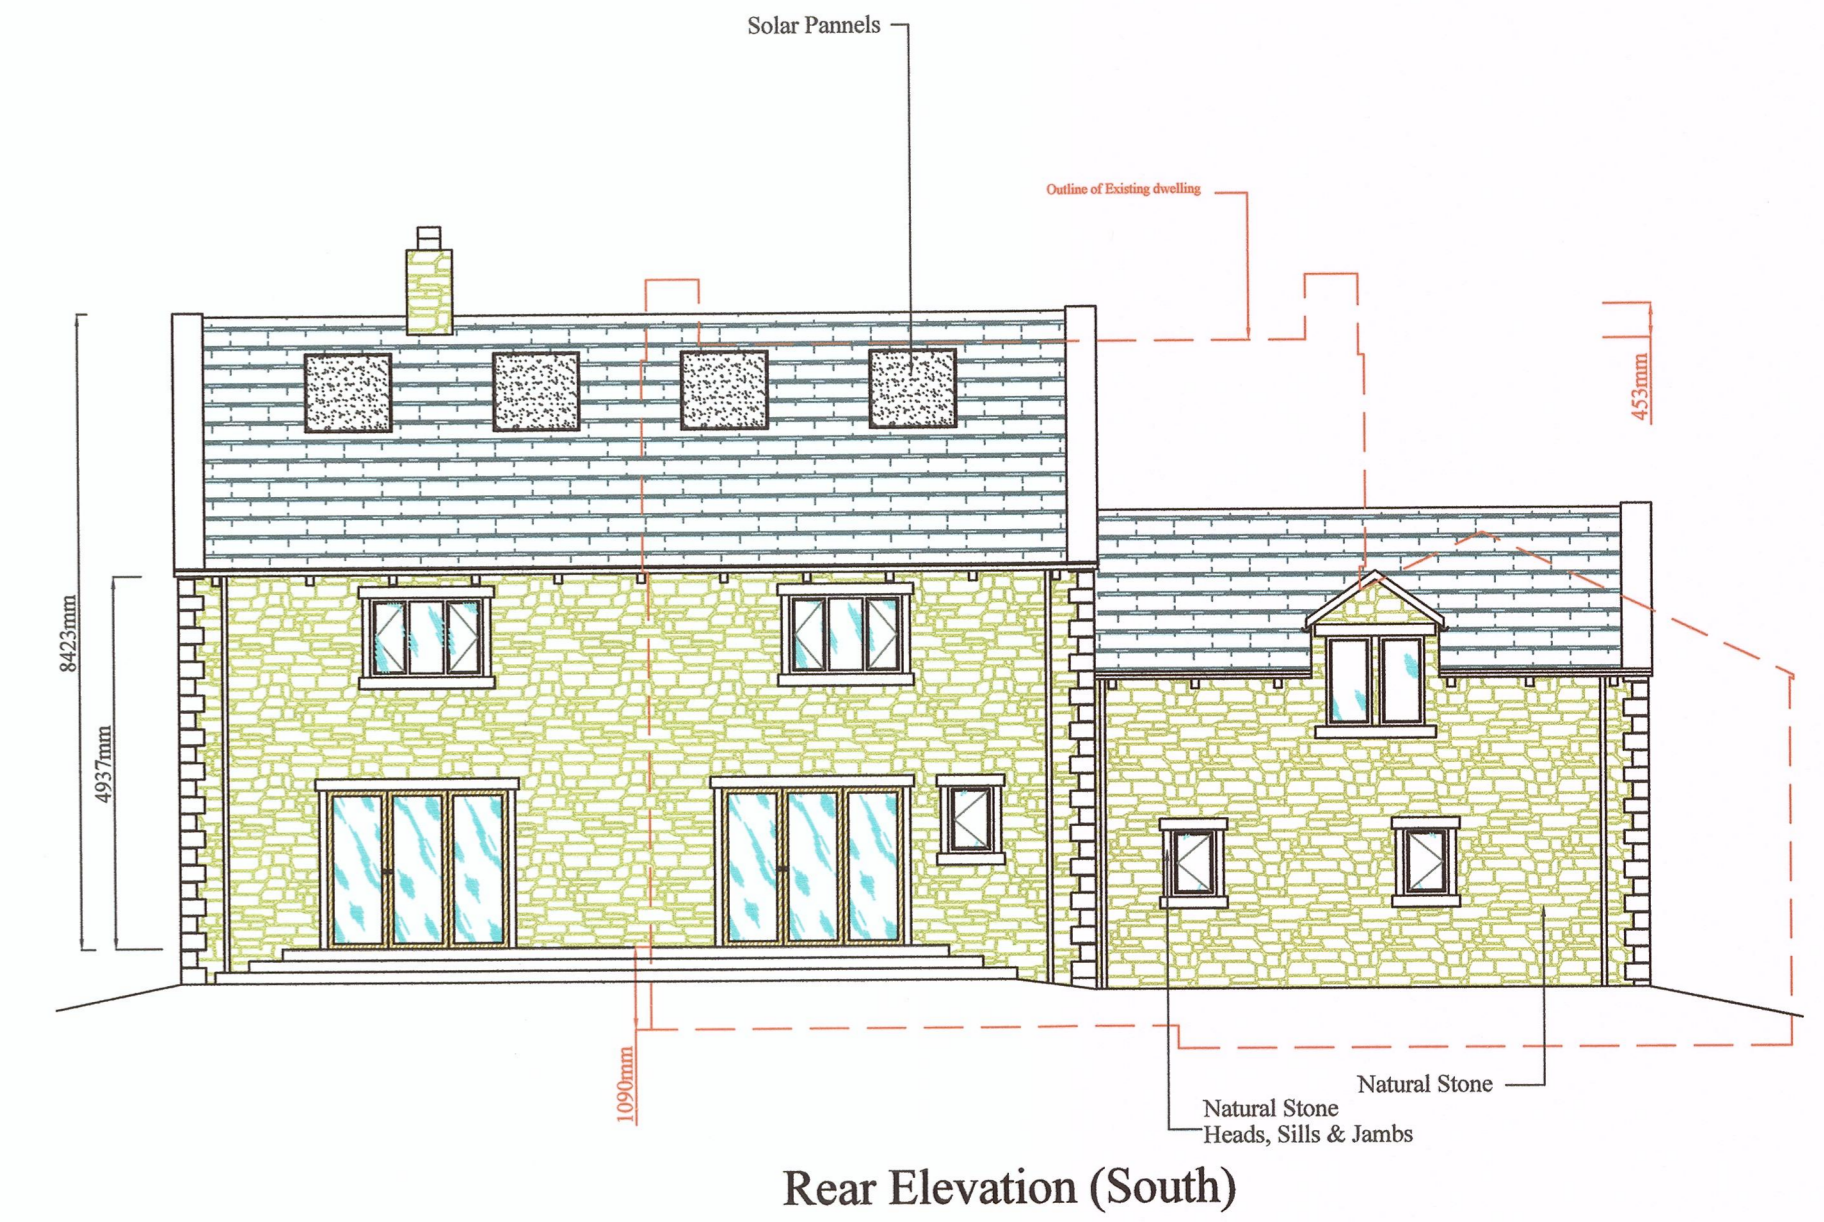 Solar Pannels
Outline of Existing dwelling
453mm
8423mm
4937mm
1090mm
Natural Stone
Natural Stone
Heads, Sills & Jambs
Rear Elevation (South)